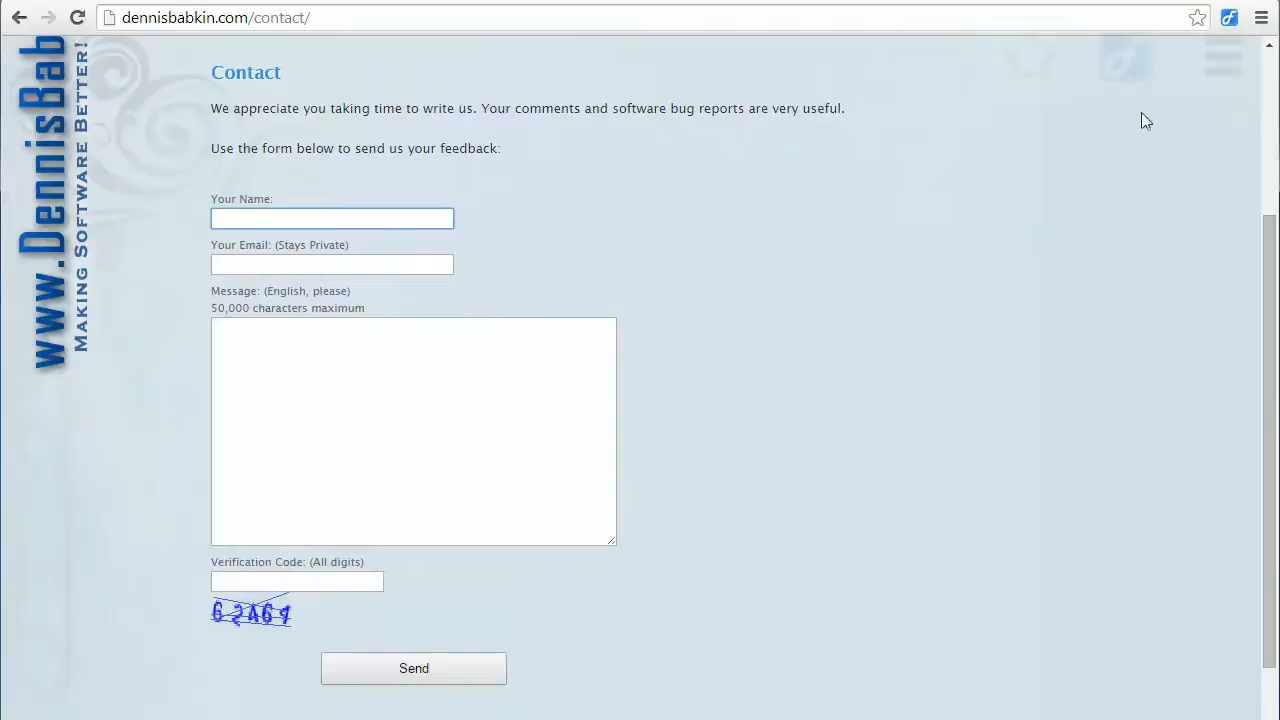 dennisbabkin.com/contact/
www.DennisBab
MAKING SOFTWARE BETTER!
Contact
We appreciate you taking time to write us. Your comments and software bug reports are very useful.
Use the form below to send us your feedback:
Your Name:
Your Email: (Stays Private)
Message: (English, please)
50,000 characters maximum
Verification Code: (All digits)
Send